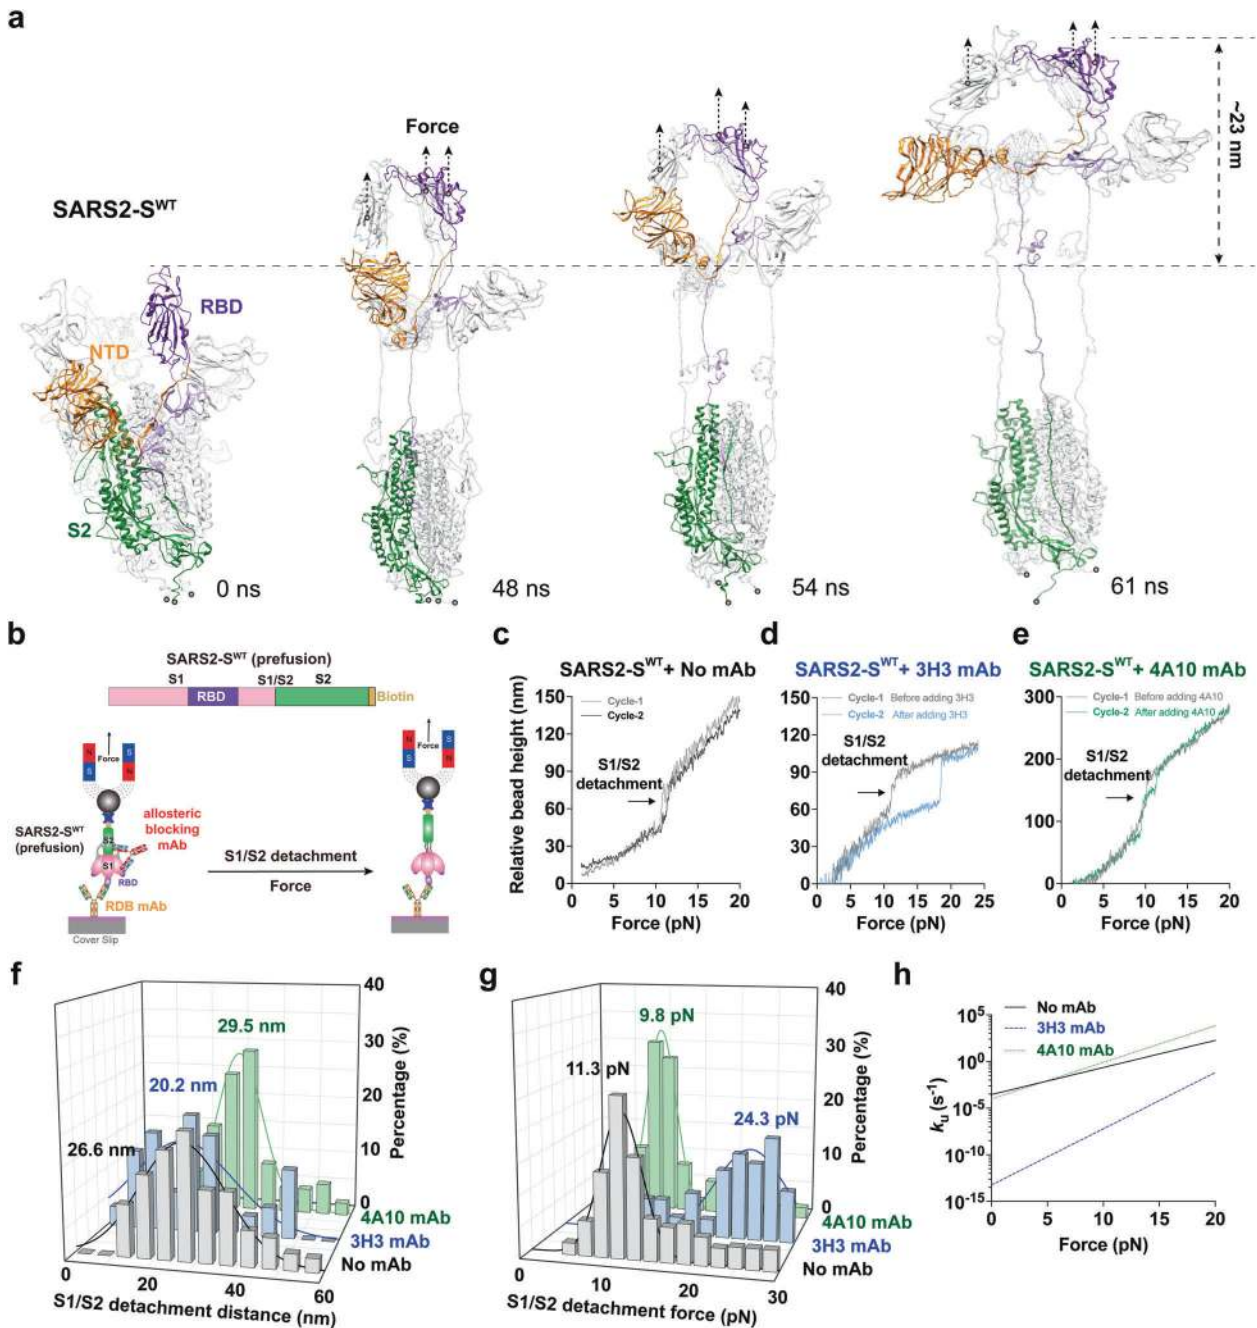 a
Force
~23 nm
SARS2-S^WT
RBD
NTD
S2
0 ns
48 ns
54 ns
61 ns
b
SARS2-S^WT (prefusion)
S1
S1/S2
S2
RBD
Biotin
N
S
Force
S
N
SARS2-S^WT
(prefusion)
allosteric
blocking
mAb
S2
S1
RBD
RDB mAb
Cover Slip
S1/S2 detachment
Force
N
S
Force
S
N
c
SARS2-S^WT+ No mAb
Relative bead height (nm)
150
120
90
60
30
0
Cycle-1
Cycle-2
S1/S2
detachment
0 5 10 15 20
Force (pN)
d
SARS2-S^WT+ 3H3 mAb
150
120
90
60
30
0
Cycle-1 Before adding 3H3
Cycle-2 After adding 3H3
S1/S2
detachment
0 5 10 15 20 25
Force (pN)
e
SARS2-S^WT+ 4A10 mAb
300
200
100
0
Cycle-1 Before adding 4A10
Cycle-2 After adding 4A10
S1/S2
detachment
0 5 10 15 20
Force (pN)
f
40
30
20
10
0
Percentage (%)
29.5 nm
20.2 nm
26.6 nm
4A10 mAb
3H3 mAb
No mAb
0
20
40
60
S1/S2 detachment distance (nm)
g
40
30
20
10
0
Percentage (%)
9.8 pN
11.3 pN
24.3 pN
4A10 mAb
3H3 mAb
No mAb
0
10
20
30
S1/S2 detachment force (pN)
h
No mAb
3H3 mAb
4A10 mAb
k_u (s^-1)
10^5
10^0
10^-5
10^-10
10^-15
0 5 10 15 20
Force (pN)